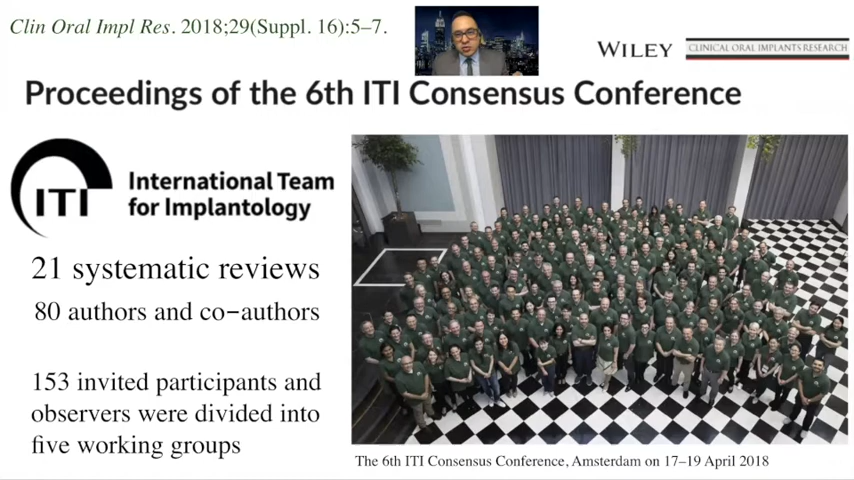 Clin Oral Impl Res. 2018;29(Suppl. 16):5–7.
WILEY
CLINICAL ORAL IMPLANTS RESEARCH
Proceedings of the 6th ITI Consensus Conference
ITI
International Team
for Implantology
21 systematic reviews
80 authors and co-authors
153 invited participants and
observers were divided into
five working groups
The 6th ITI Consensus Conference, Amsterdam on 17–19 April 2018